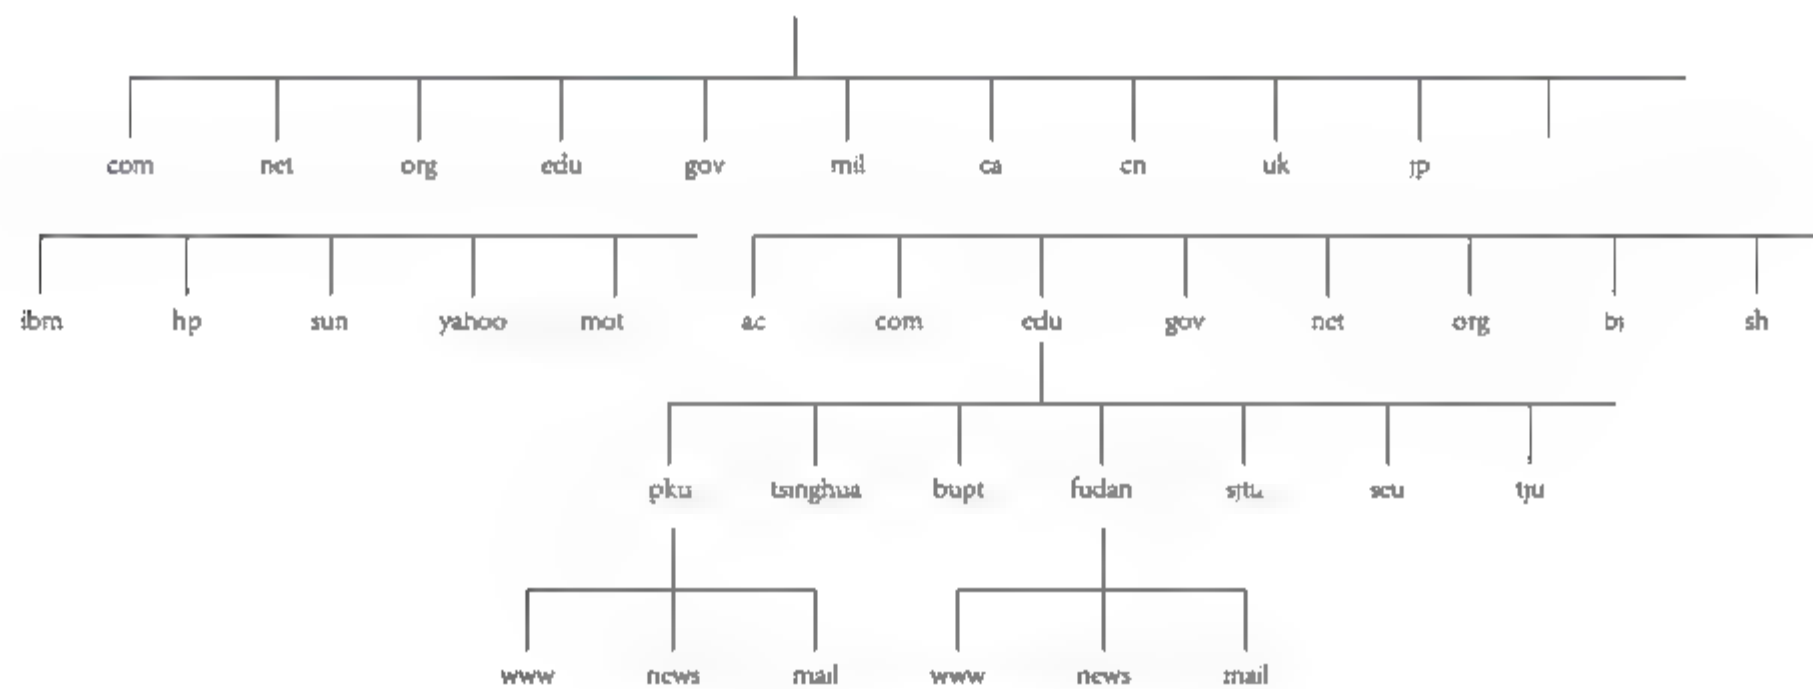 com net org edu gov mil ca cn uk jp
ibm hp sun yahoo mot ac com edu gov net org bj sh
pku tsinghua bupt fudan sjtu scu tju
www news mail www news mail